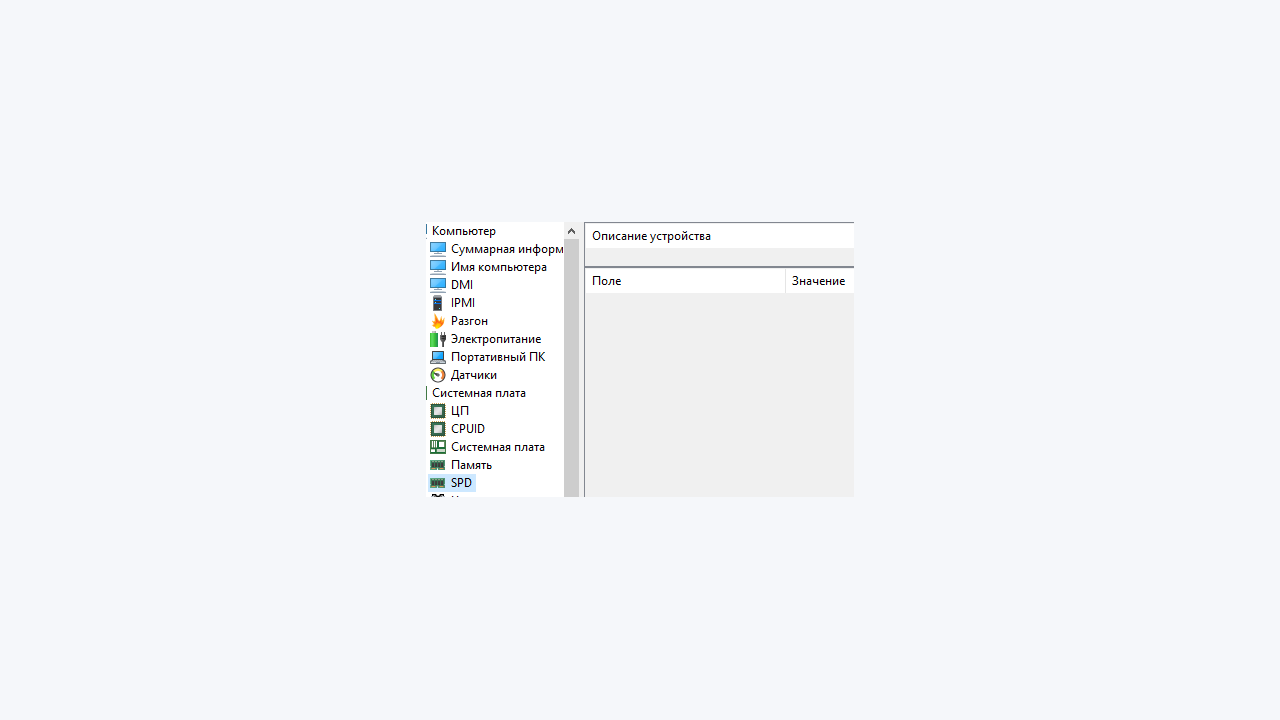 Компьютер
Суммарная информ
Имя компьютера
DMI
IPMI
Разгон
Электропитание
Портативный ПК
Датчики
Системная плата
ЦП
CPUID
Системная плата
Память
SPD
Описание устройства
Поле Значение